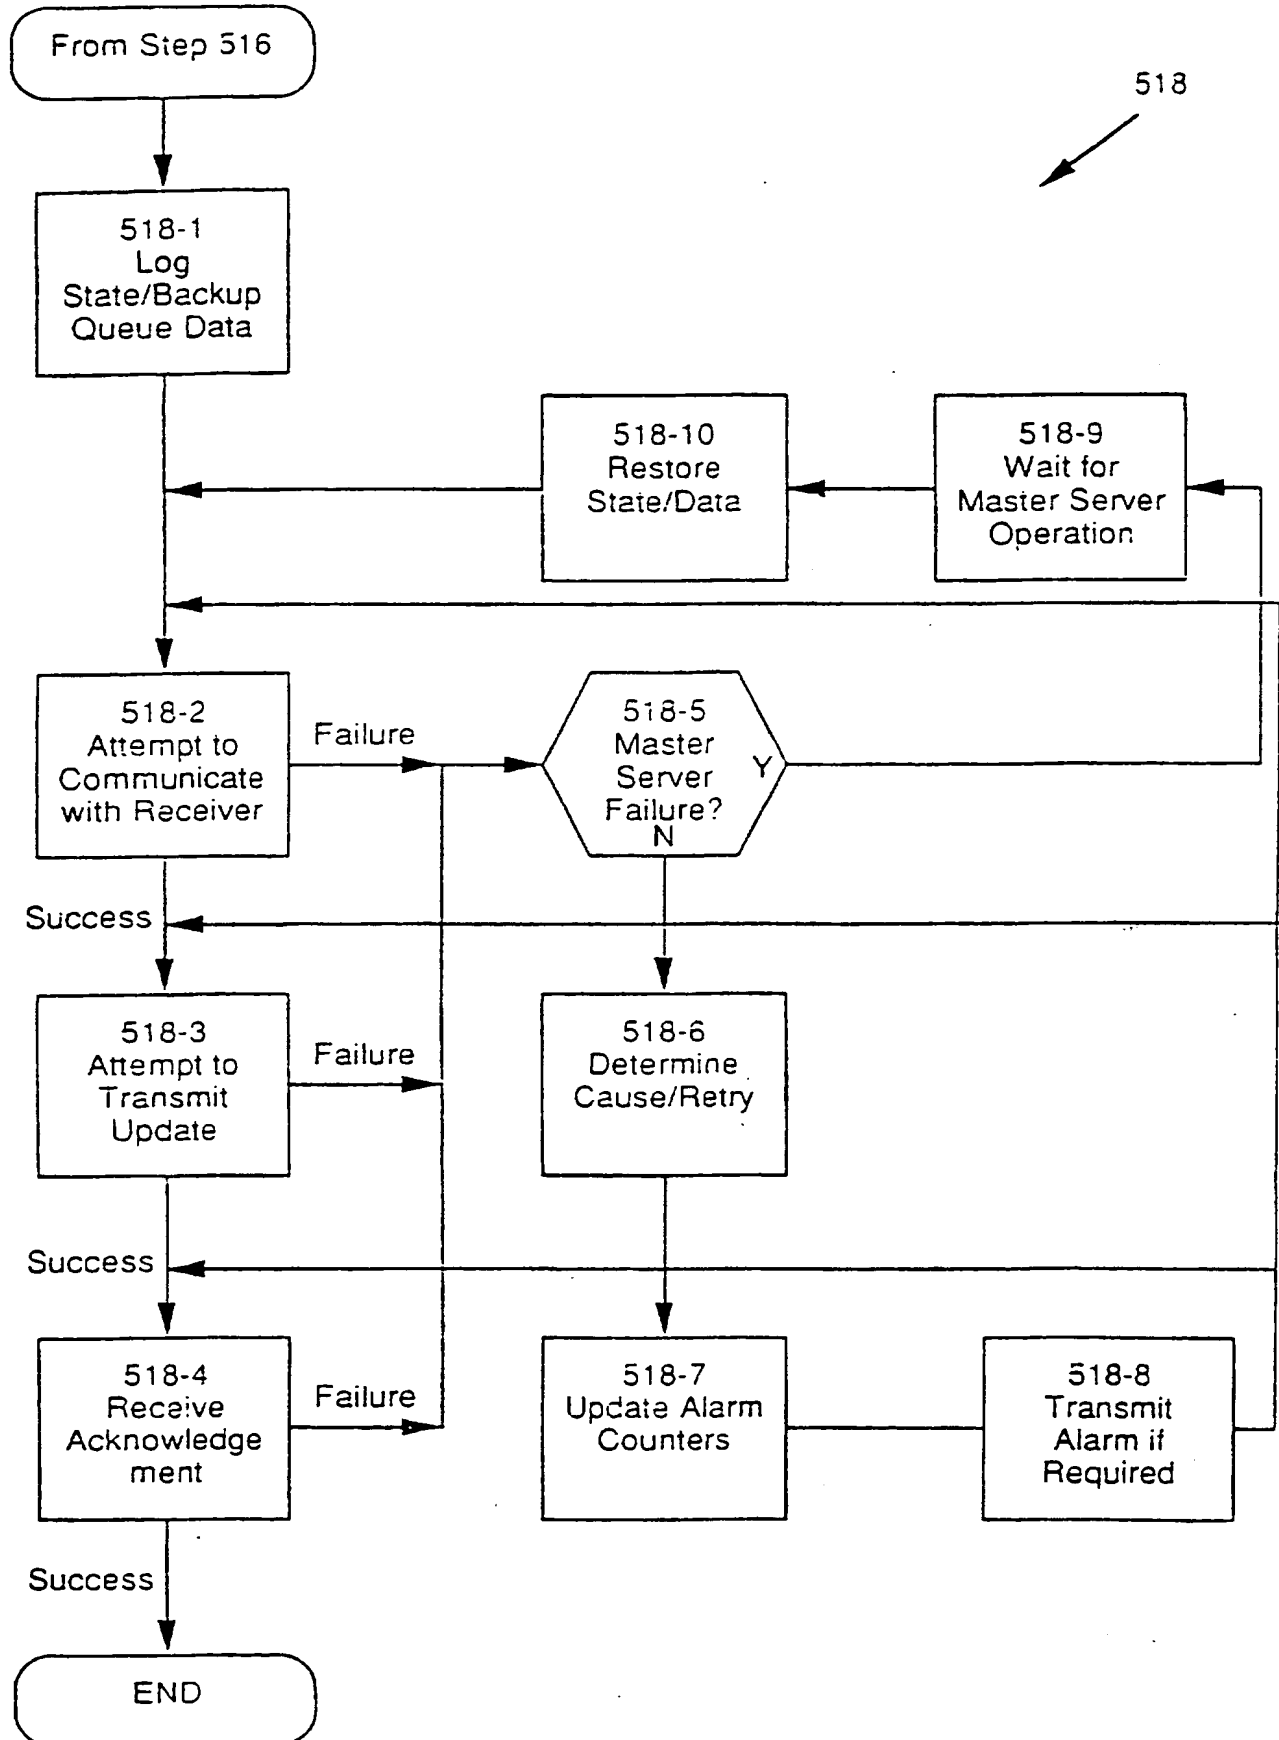 From Step 516
518
518-1
Log
State/Backup
Queue Data
518-10
Restore
State/Data
518-9
Wait for
Master Server
Operation
518-2
Attempt to
Communicate
with Receiver
Failure
518-5
Master
Server
Failure?
Y
N
Success
518-3
Attempt to
Transmit
Update
Failure
518-6
Determine
Cause/Retry
Success
518-4
Receive
Acknowledge
ment
Failure
518-7
Update Alarm
Counters
518-8
Transmit
Alarm if
Required
Success
END